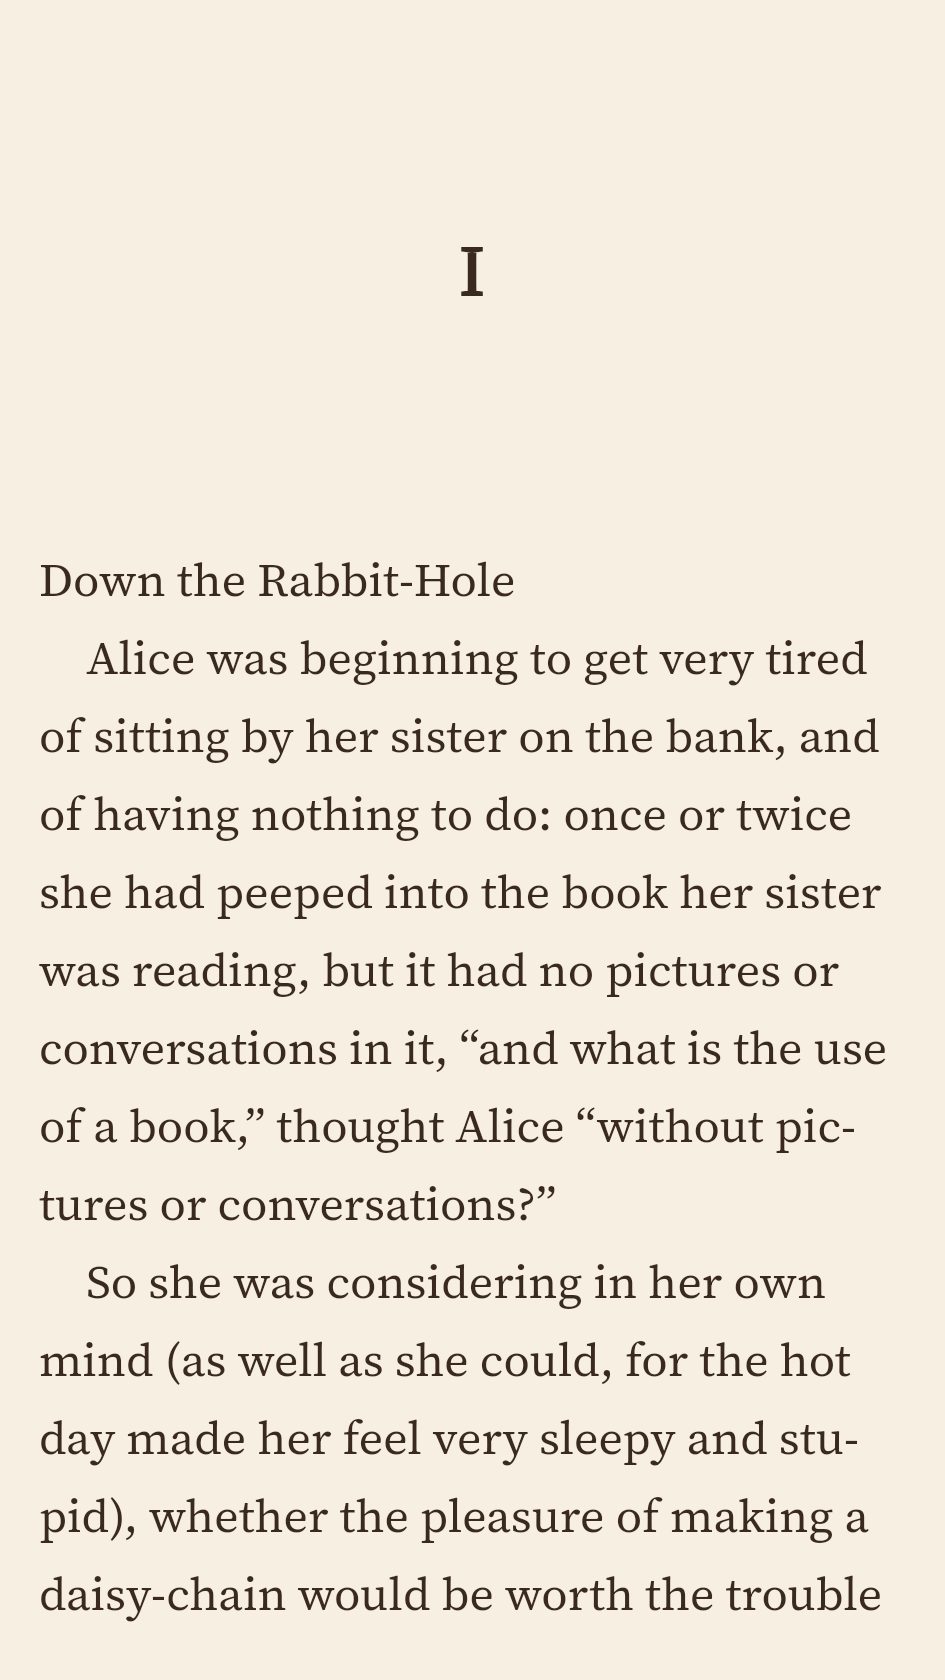 I
Down the Rabbit-Hole
Alice was beginning to get very tired
of sitting by her sister on the bank, and
of having nothing to do: once or twice
she had peeped into the book her sister
was reading, but it had no pictures or
conversations in it, “and what is the use
of a book,” thought Alice “without pic-
tures or conversations?”
So she was considering in her own
mind (as well as she could, for the hot
day made her feel very sleepy and stu-
pid), whether the pleasure of making a
daisy-chain would be worth the trouble